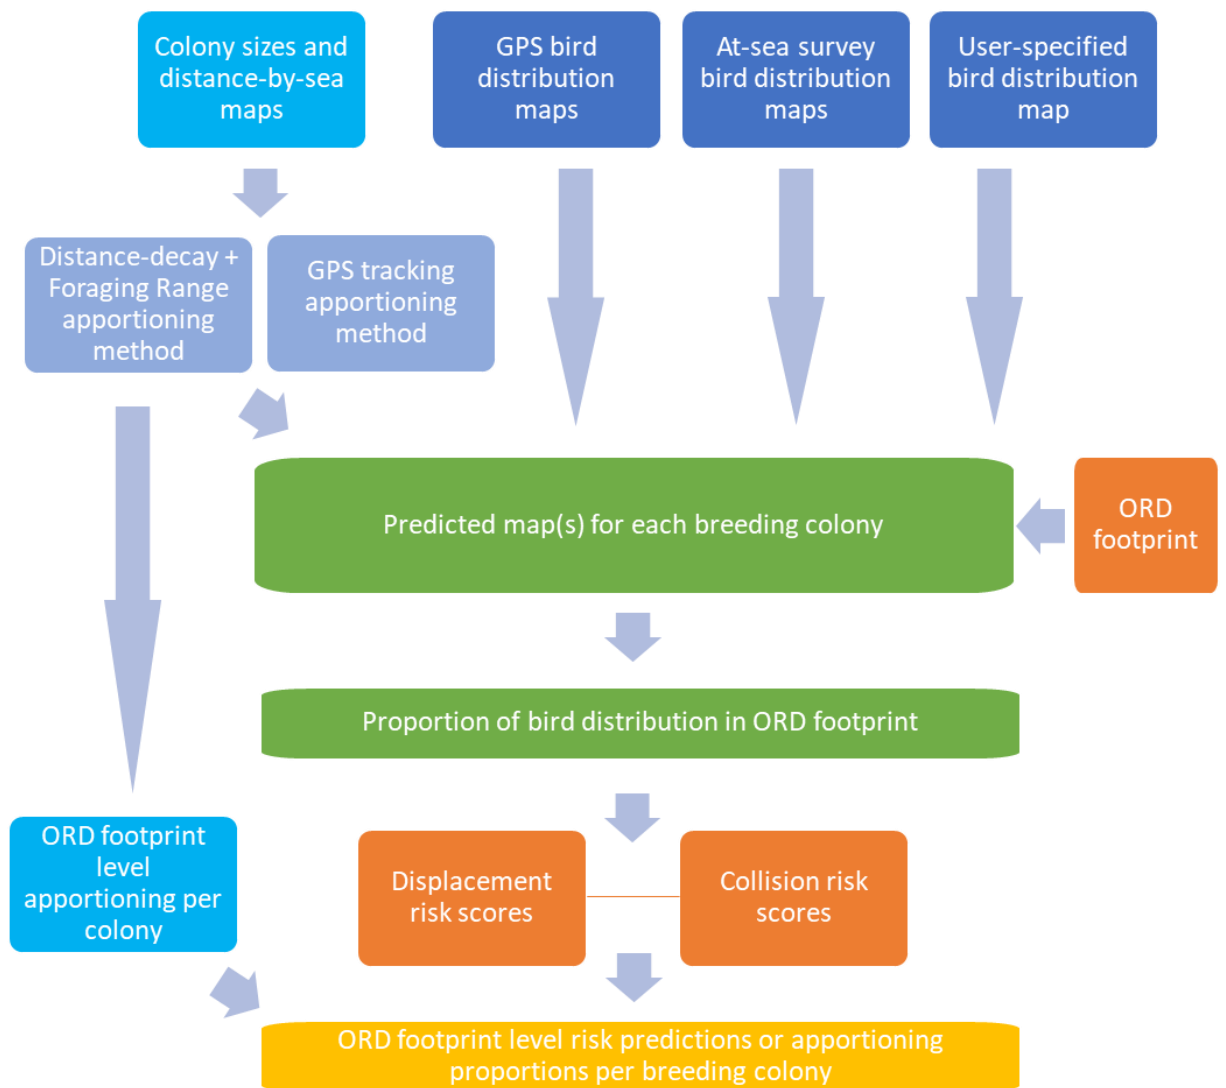 Colony sizes and
distance-by-sea
maps
GPS bird
distribution
maps
At-sea survey
bird distribution
maps
User-specified
bird distribution
map
Distance-decay +
Foraging Range
apportioning
method
GPS tracking
apportioning
method
Predicted map(s) for each breeding colony
ORD
footprint
Proportion of bird distribution in ORD footprint
ORD footprint
level
apportioning per
colony
Displacement
risk scores
Collision risk
scores
ORD footprint level risk predictions or apportioning
proportions per breeding colony